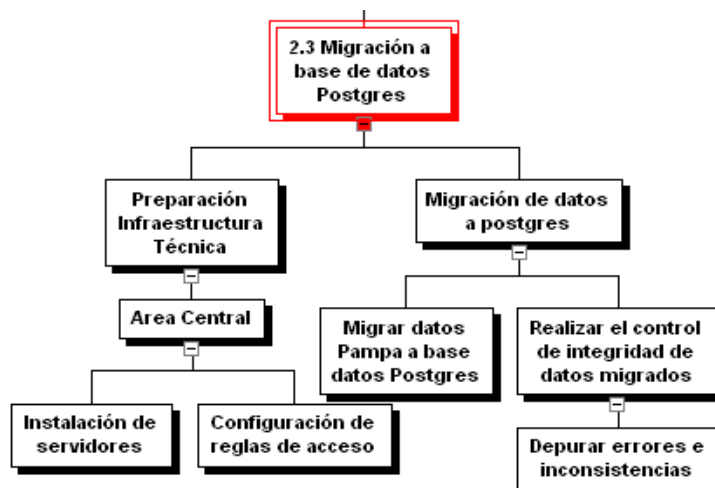 2.3 Migración a
base de datos
Postgres
Preparación
Infraestructura
Técnica
Migración de datos
a postgres
Area Central
Migrar datos
Pampa a base
datos Postgres
Realizar el control
de integridad de
datos migrados
Instalación de
servidores
Configuración de
reglas de acceso
Depurar errores e
inconsistencias